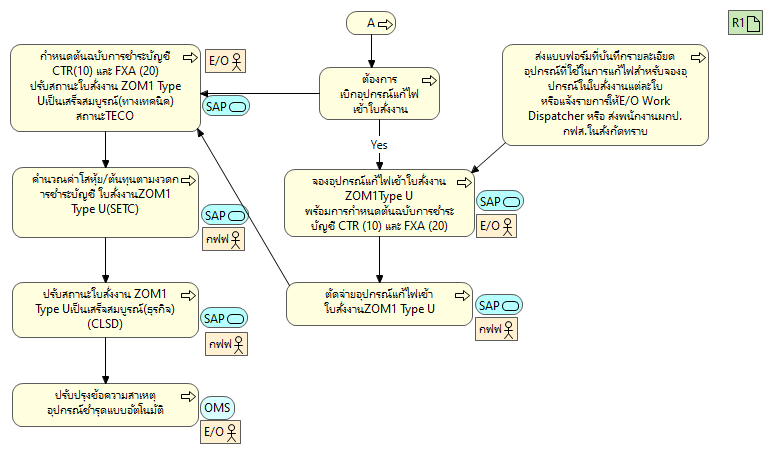 A
R1
กำหนดต้นฉบับการชำระบัญชี
CTR(10) และ FXA (20)
ปรับสถานะใบสั่งงาน ZOM1 Type
Uเป็นเสร็จสมบูรณ์(ทางเทคนิค)
สถานะTECO
E/O
SAP
ต้องการ
เบิกอุปกรณ์แก้ไฟ
เข้าใบสั่งงาน
ส่งแบบฟอร์มที่บันทึกรายละเอียด
อุปกรณ์ที่ใช้ในการแก้ไฟสำหรับจองอุ
ปกรณ์ในใบสั่งงานแต่ละใบ
หรือแจ้งรายการให้E/O Work
Dispatcher หรือ ส่งพนักงานผกป.
กฟส.ในสังกัดทราบ
Yes
คำนวณค่าโสหุ้ย/ต้นทุนตามงวดก
ารชำระบัญชี ใบสั่งงานZOM1
Type U(SETC)
SAP
กฟฟ
จองอุปกรณ์แก้ไฟเข้าใบสั่งงาน
ZOM1Type U
พร้อมการกำหนดต้นฉบับการชำระ
บัญชี CTR (10) และ FXA (20)
SAP
E/O
ปรับสถานะใบสั่งงาน ZOM1
Type Uเป็นเสร็จสมบูรณ์(ธุรกิจ)
(CLSD)
SAP
กฟฟ
ตัดจ่ายอุปกรณ์แก้ไฟเข้า
ใบสั่งงานZOM1 Type U
SAP
กฟฟ
ปรับปรุงข้อความสาเหตุ
อุปกรณ์ชำรุดแบบอัตโนมัติ
OMS
E/O